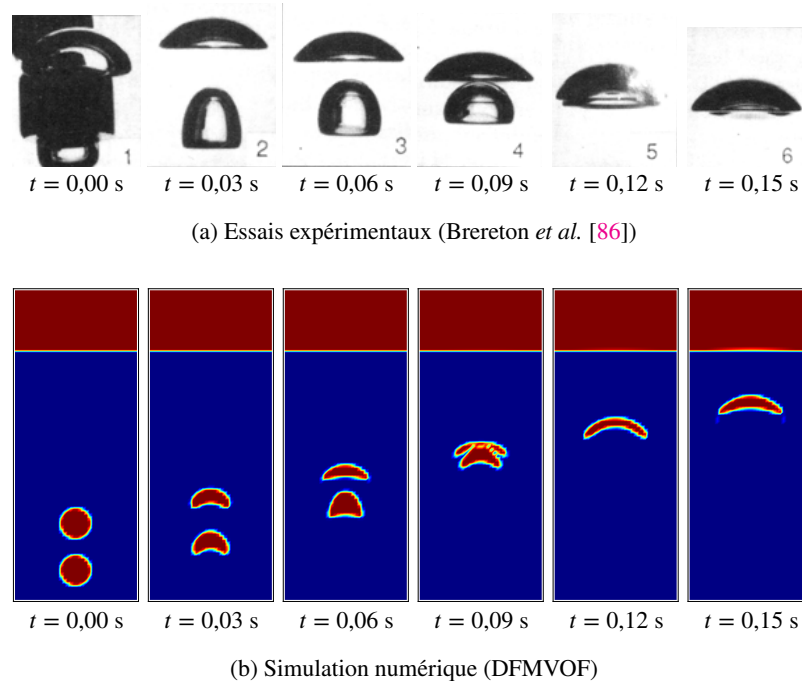 1 2 3 4 5 6
t = 0,00 s t = 0,03 s t = 0,06 s t = 0,09 s t = 0,12 s t = 0,15 s
(a) Essais expérimentaux (Brereton et al. [86])
t = 0,00 s t = 0,03 s t = 0,06 s t = 0,09 s t = 0,12 s t = 0,15 s
(b) Simulation numérique (DFMVOF)